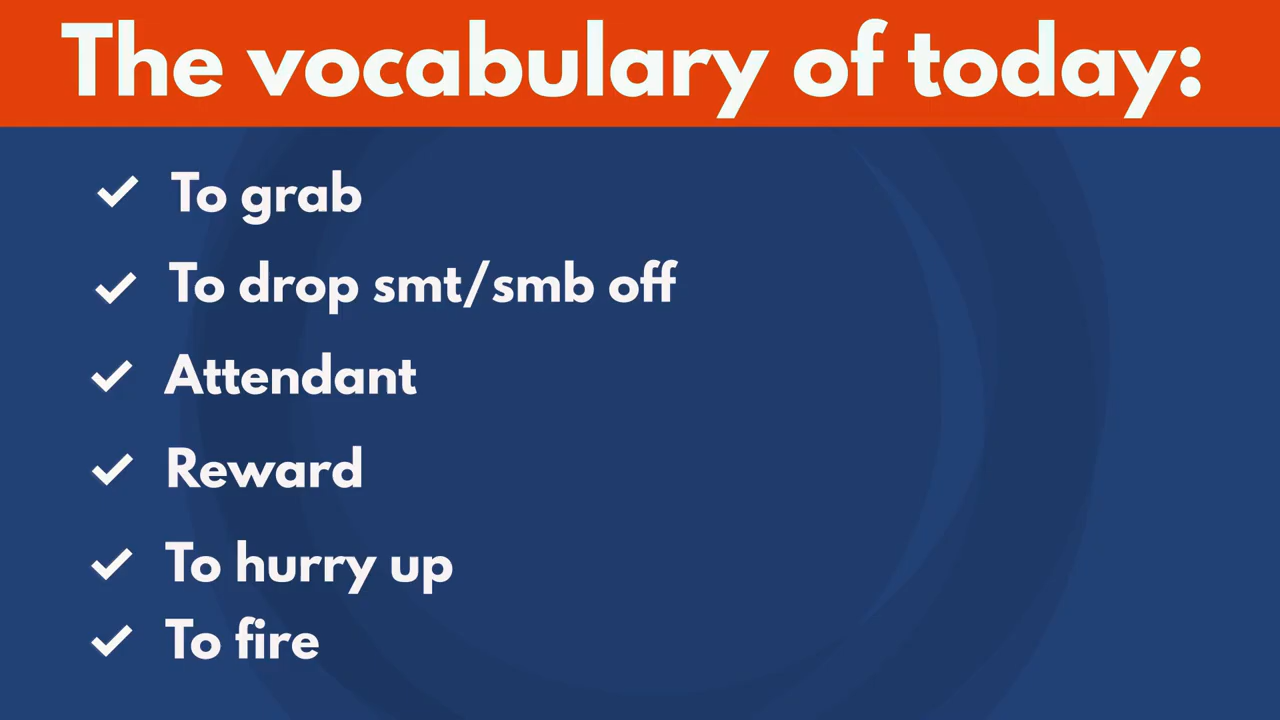 The vocabulary of today:
To grab
To drop smt/smb off
Attendant
Reward
To hurry up
To fire